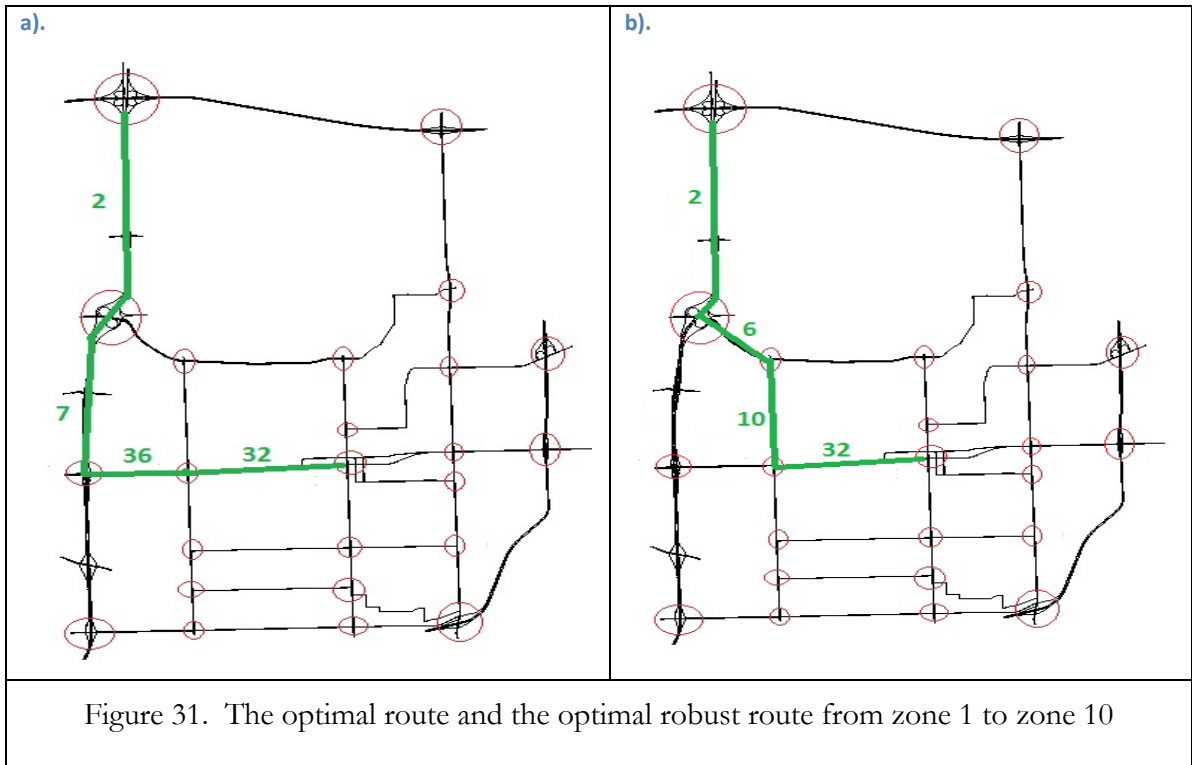 a).
2
7
36 32
b).
2
6
10
32
Figure 31. The optimal route and the optimal robust route from zone 1 to zone 10